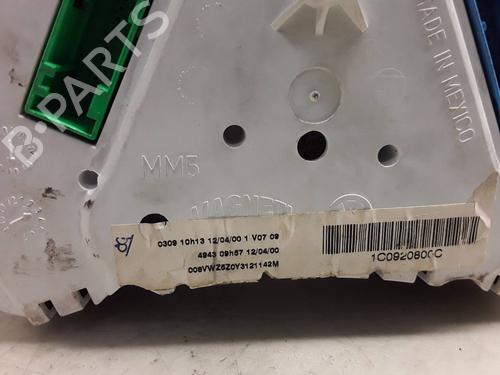 B-PARTS
MADE IN MEXICO
MM5
MAGNETI
0309 10h13 12/04/00 1 V07 09
4943 09h57 12/04/00
008VWZ6Z0Y3121142M
1C0920800C